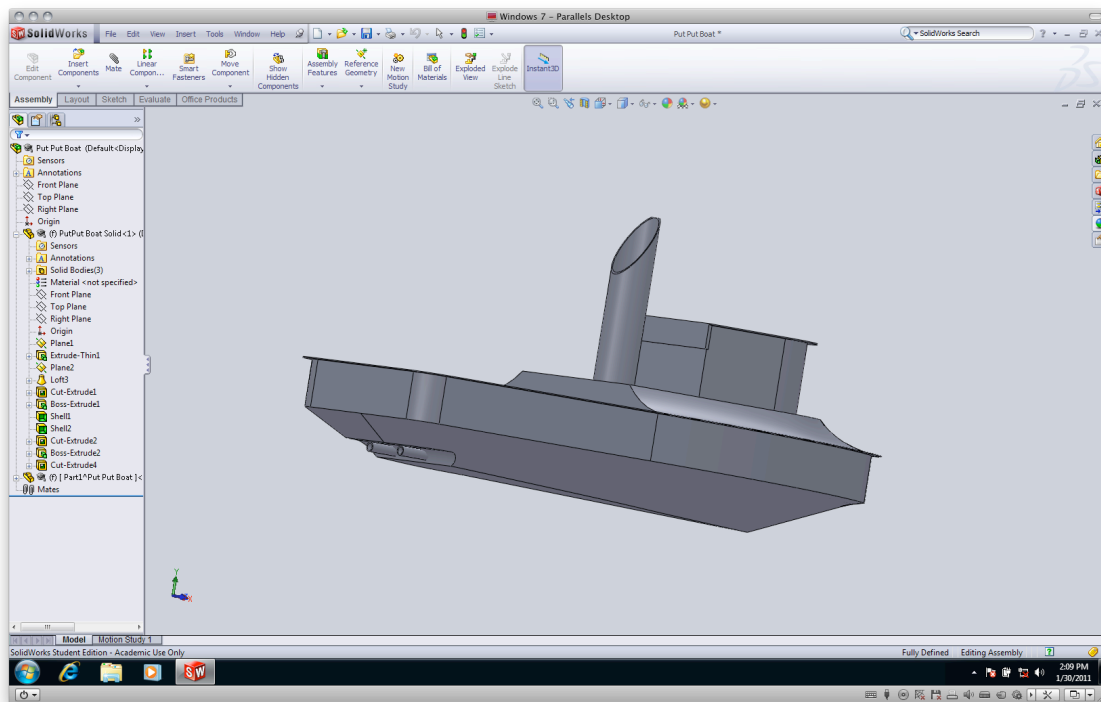 Windows 7 - Parallels Desktop
SolidWorks File Edit View Insert Tools Window Help Put Put Boat * SolidWorks Search ?
Edit Component
Insert Components
Mate
Linear Compon...
Smart Fasteners
Move Component
Show Hidden Components
Assembly Features
Reference Geometry
New Motion Study
Bill of Materials
Exploded View
Explode Line Sketch
Instant3D
Assembly Layout Sketch Evaluate Office Products
Put Put Boat (Default<Display
Sensors
Annotations
Front Plane
Top Plane
Right Plane
Origin
(f) PutPut Boat Solid<1> (
Sensors
Annotations
Solid Bodies(3)
Material <not specified>
Front Plane
Top Plane
Right Plane
Origin
Plane1
Extrude-Thin1
Plane2
Loft3
Cut-Extrude1
Boss-Extrude1
Shell1
Shell2
Cut-Extrude2
Boss-Extrude2
Cut-Extrude4
(f) [ Part1^Put Put Boat ]<
Mates
Y
X
Model Motion Study 1
SolidWorks Student Edition - Academic Use Only Fully Defined Editing Assembly ?
2:09 PM
1/30/2011